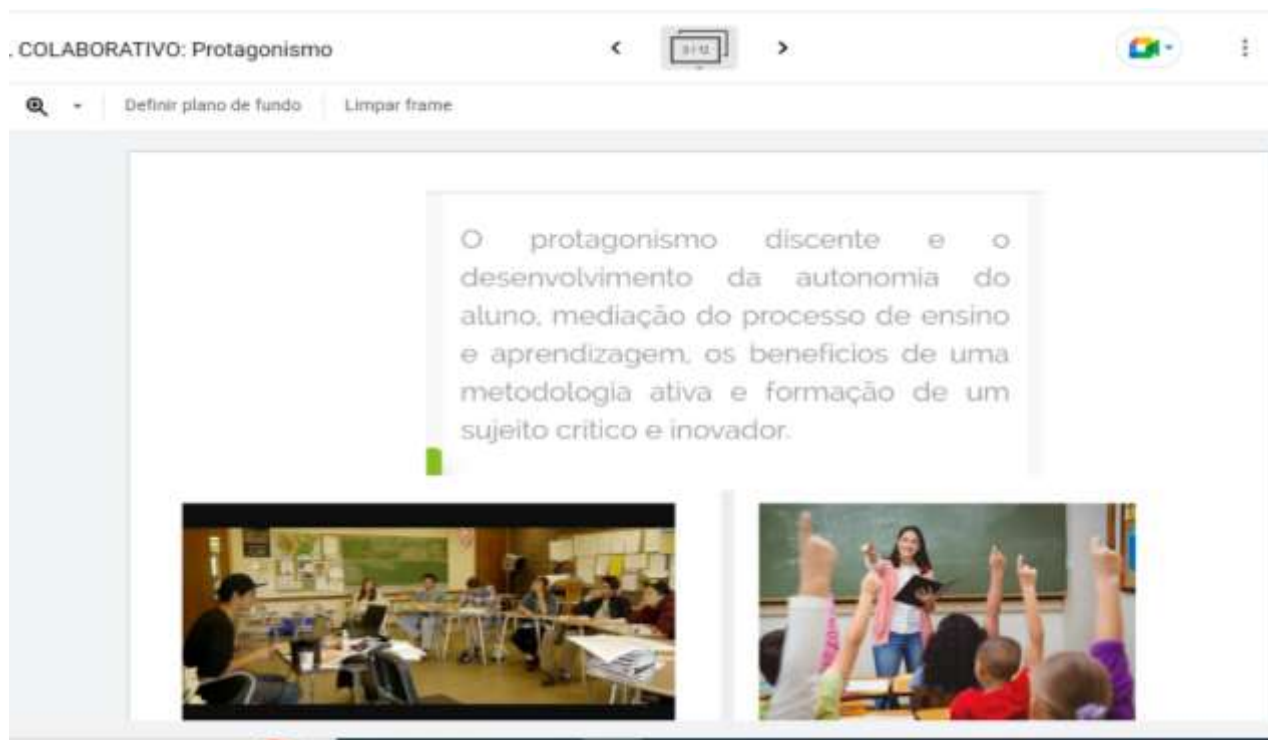 COLABORATIVO: Protagonismo
Definir plano de fundo
Limpar frame
O protagonismo discente e o
desenvolvimento da autonomia do
aluno, mediação do processo de ensino
e aprendizagem, os beneficios de uma
metodologia ativa e formação de um
sujeito crítico e inovador.